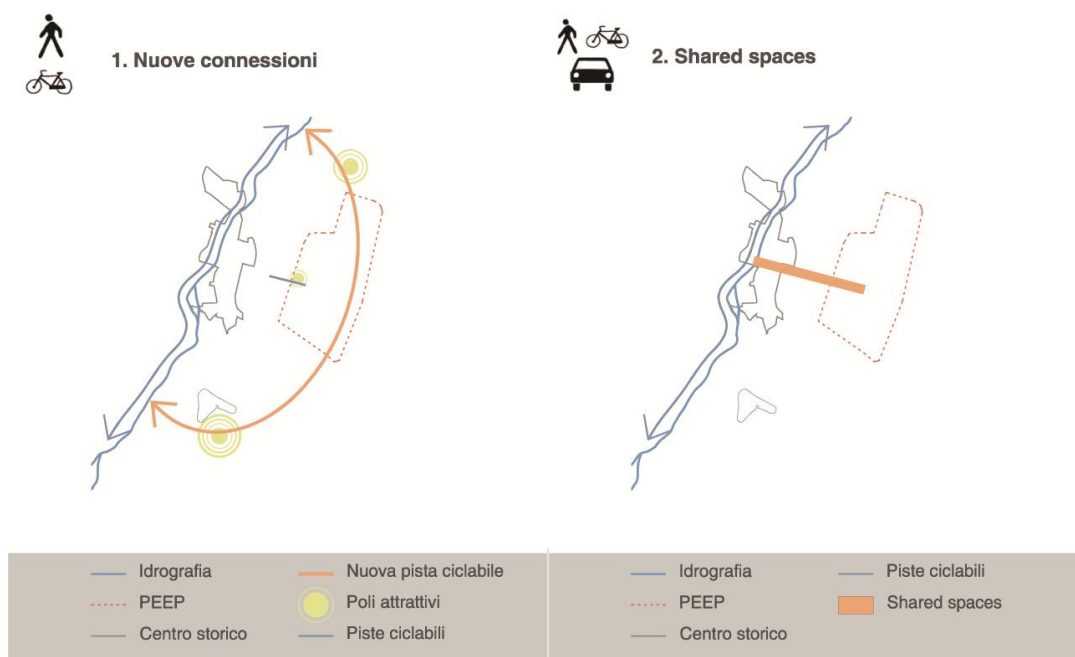 1. Nuove connessioni
2. Shared spaces
Idrografia
PEEP
Centro storico
Nuova pista ciclabile
Poli attrattivi
Piste ciclabili
Idrografia
PEEP
Centro storico
Piste ciclabili
Shared spaces